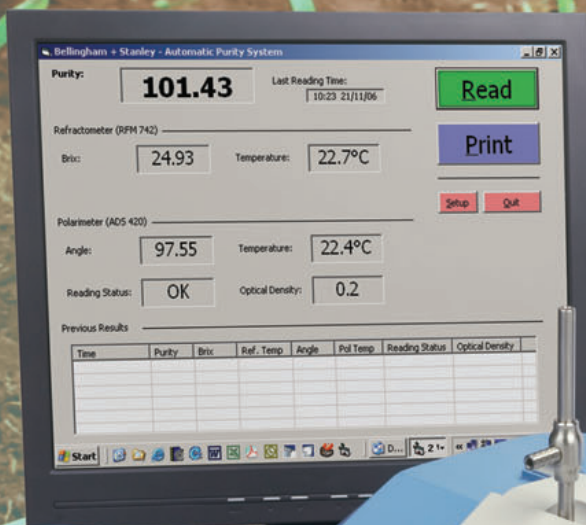 Bellingham + Stanley - Automatic Purity System
Purity: 101.43 Last Reading Time: Read
10:23 21/11/06
Refractometer (RFM 742) Print
Brix: 24.93 Temperature: 22.7°C
Setup Quit
Polarimeter (ADS 420)
Angle: 97.55 Temperature: 22.4°C
Reading Status: OK Optical Density: 0.2
Previous Results
Time Purity Brix Ref. Temp Angle Pol Temp Reading Status Optical Density
Start D...